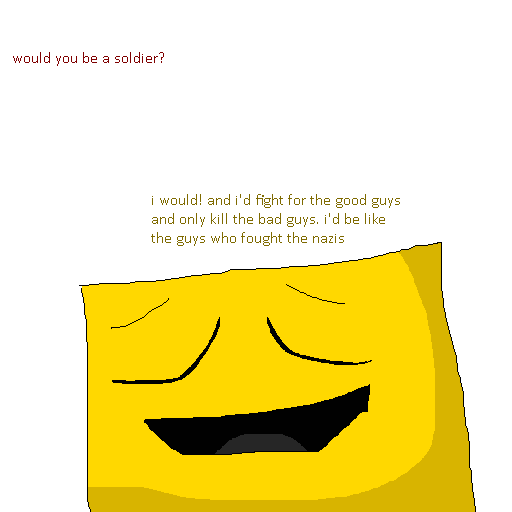 would you be a soldier?
i would! and i'd fight for the good guys
and only kill the bad guys. i'd be like
the guys who fought the nazis